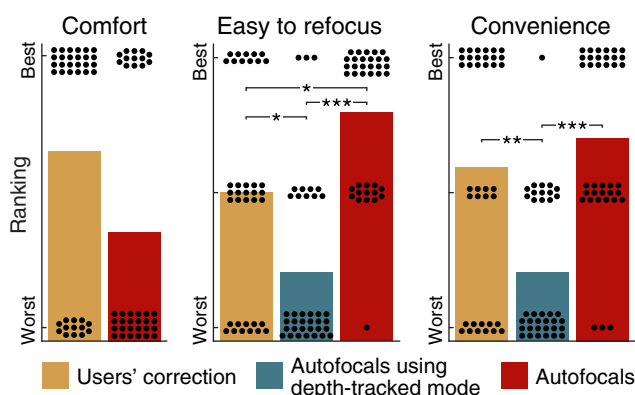 Comfort
Easy to refocus
Convenience
Ranking
Best
Worst
Best
Worst
Best
Worst
*
*
***
**
***
Users' correction
Autofocals using
depth-tracked mode
Autofocals